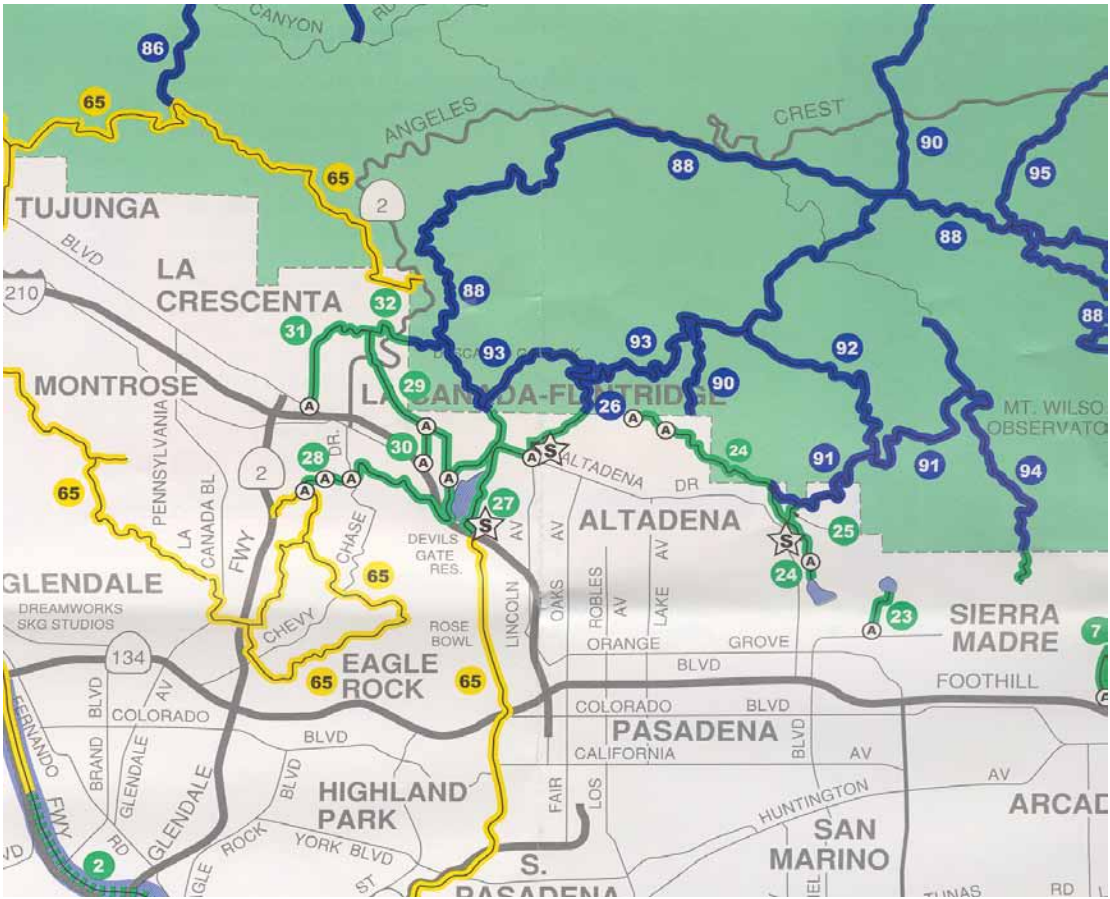 CANYON
RD
86
65
ANGELES
CREST
90
95
88
65
2
TUJUNGA
BLVD
88
LA
CRESCENTA
210
32
88
31
88
93
93
92
MONTROSE
29
LA CANADA-FLINTRIDGE
90
26
MT. WILSO
OBSERVATO
A
A
A
A
PENNSYLVANIA
DR.
30
A
28
2
LA
CANADA BL
A
A
A
A
A
S
ALTADENA
DR
24
91
91
94
65
27
S
CHASE
DEVILS
GATE
RES.
AV
AV
ALTADENA
S
25
FWY
GLENDALE
DREAMWORKS
SKG STUDIOS
65
CHEVY
ROSE
BOWL
LINCOLN
OAKS
ROBLES
AV
LAKE
AV
24
A
23
A
SIERRA
MADRE
7
A
134
EAGLE
ROCK
65
65
ORANGE
GROVE
BLVD
FOOTHILL
FERNANDO
FWY
BLVD
BRAND
AV
GLENDALE
COLORADO
BLVD
COLORADO
BLVD
PASADENA
CALIFORNIA
AV
BLVD
BLVD
HIGHLAND
PARK
FAIR
LOS
HUNTINGTON
AV
ARCAD
RD
GLENDALE
ROCK
YORK BLVD
ST
SAN
MARINO
2
S.
PASADENA
RD